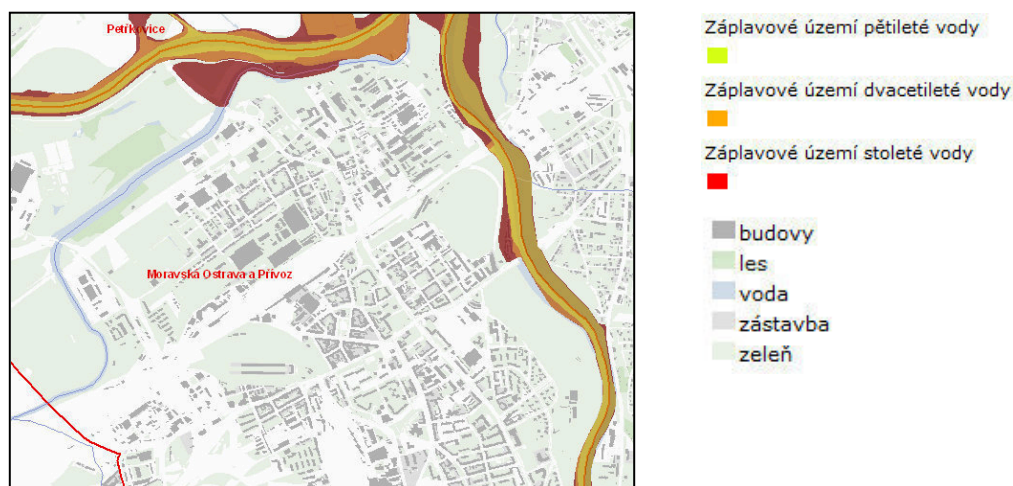 Petřkovice
Moravská Ostrava a Přívoz
Záplavové území pětileté vody
Záplavové území dvacetileté vody
Záplavové území stoleté vody
budovy
les
voda
zástavba
zeleň